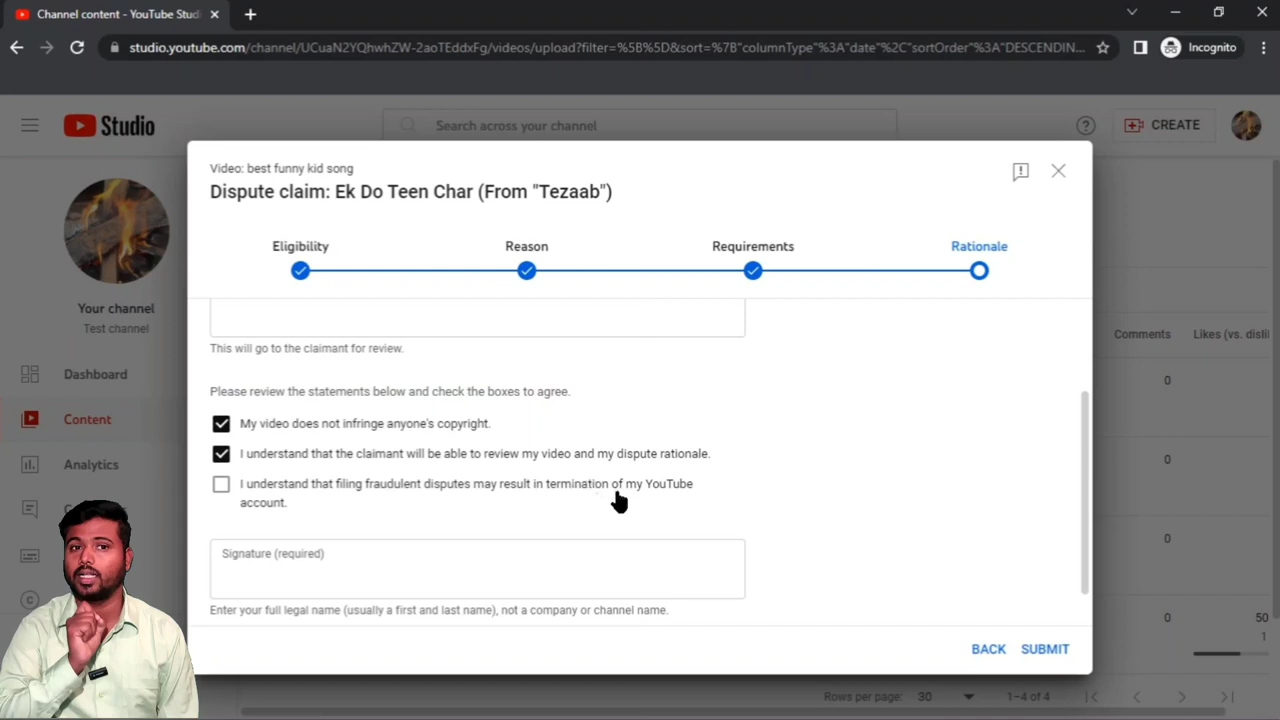 Channel content - YouTube Studi
studio.youtube.com/channel/UCuaN2YQhwhZW-2aoTEddxFg/videos/upload?filter=%5B%5D&sort=%7B"columnType"%3A"date"%2C"sortOrder"%3A"DESCENDIN...
Incognito
Studio
Search across your channel
CREATE
Video: best funny kid song
Dispute claim: Ek Do Teen Char (From "Tezaab")
Eligibility
Reason
Requirements
Rationale
Your channel
Test channel
Dashboard
Content
Analytics
Comments
Likes (vs. disli
0
0
0
0
50
1
This will go to the claimant for review.
Please review the statements below and check the boxes to agree.
My video does not infringe anyone's copyright.
I understand that the claimant will be able to review my video and my dispute rationale.
I understand that filing fraudulent disputes may result in termination of my YouTube
account.
Signature (required)
Enter your full legal name (usually a first and last name), not a company or channel name.
BACK
SUBMIT
Rows per page:
30
1–4 of 4